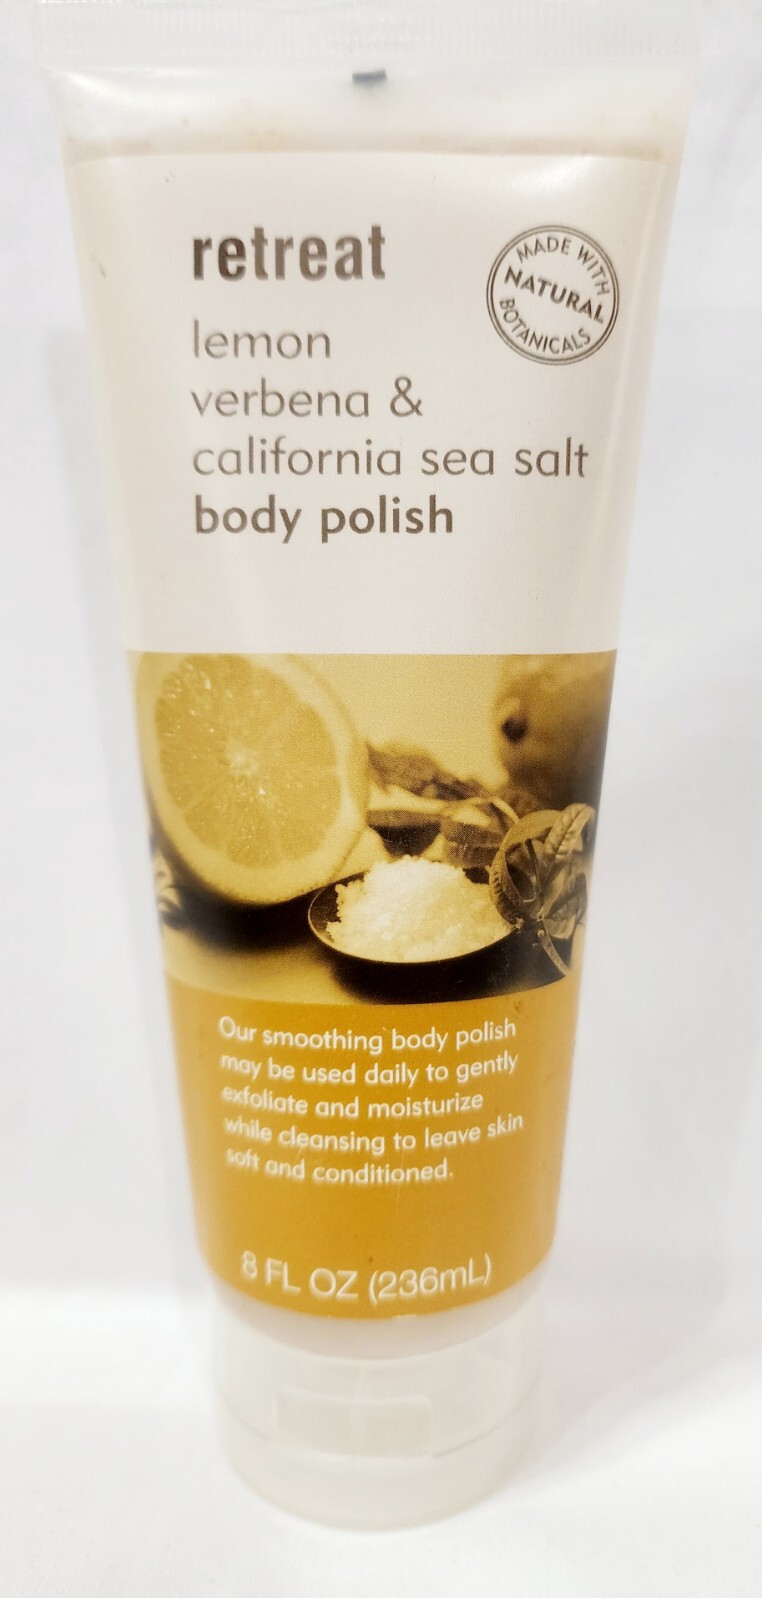 retreat
MADE WITH
NATURAL
BOTANICALS
lemon
verbena &
california sea salt
body polish
Our smoothing body polish
may be used daily to gently
exfoliate and moisturize
while cleansing to leave skin
soft and conditioned.
8 FL OZ (236mL)